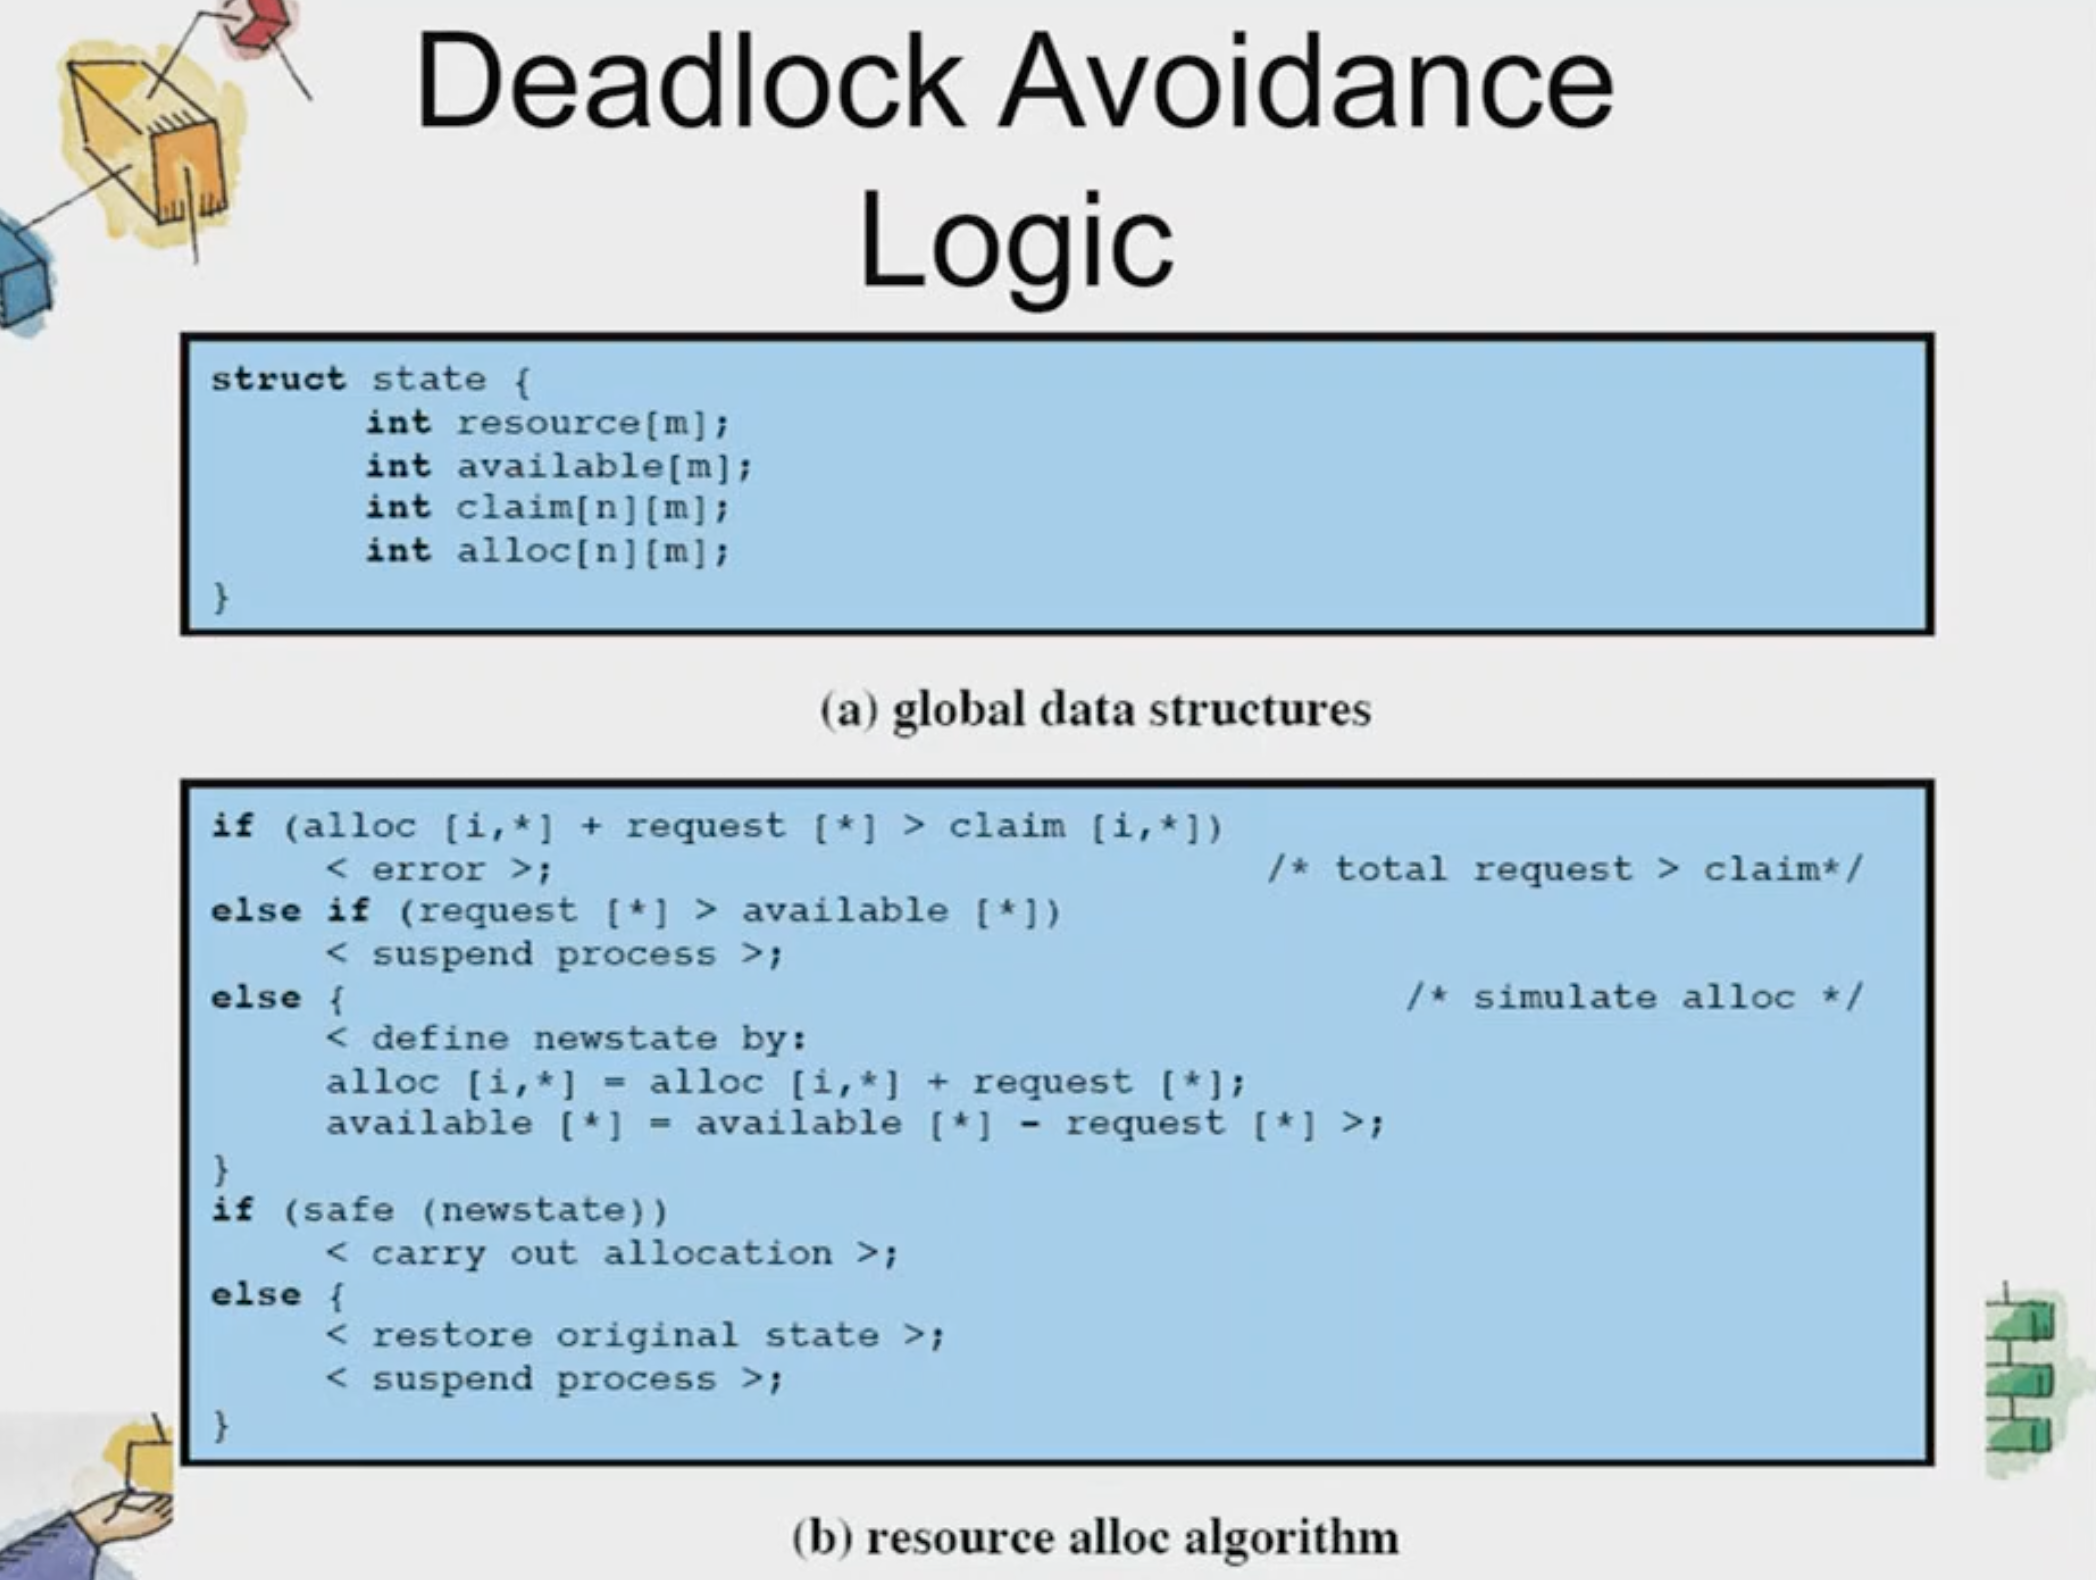 Deadlock Avoidance
Logic
struct state {
int resource[m];
int available[m];
int claim[n][m];
int alloc[n][m];
}
(a) global data structures
if (alloc [i,*] + request [*] > claim [i,*])
< error >; /* total request > claim*/
else if (request [*] > available [*])
< suspend process >;
else { /* simulate alloc */
< define newstate by:
alloc [i,*] = alloc [i,*] + request [*];
available [*] = available [*] - request [*] >;
}
if (safe (newstate))
< carry out allocation >;
else {
< restore original state >;
< suspend process >;
}
(b) resource alloc algorithm